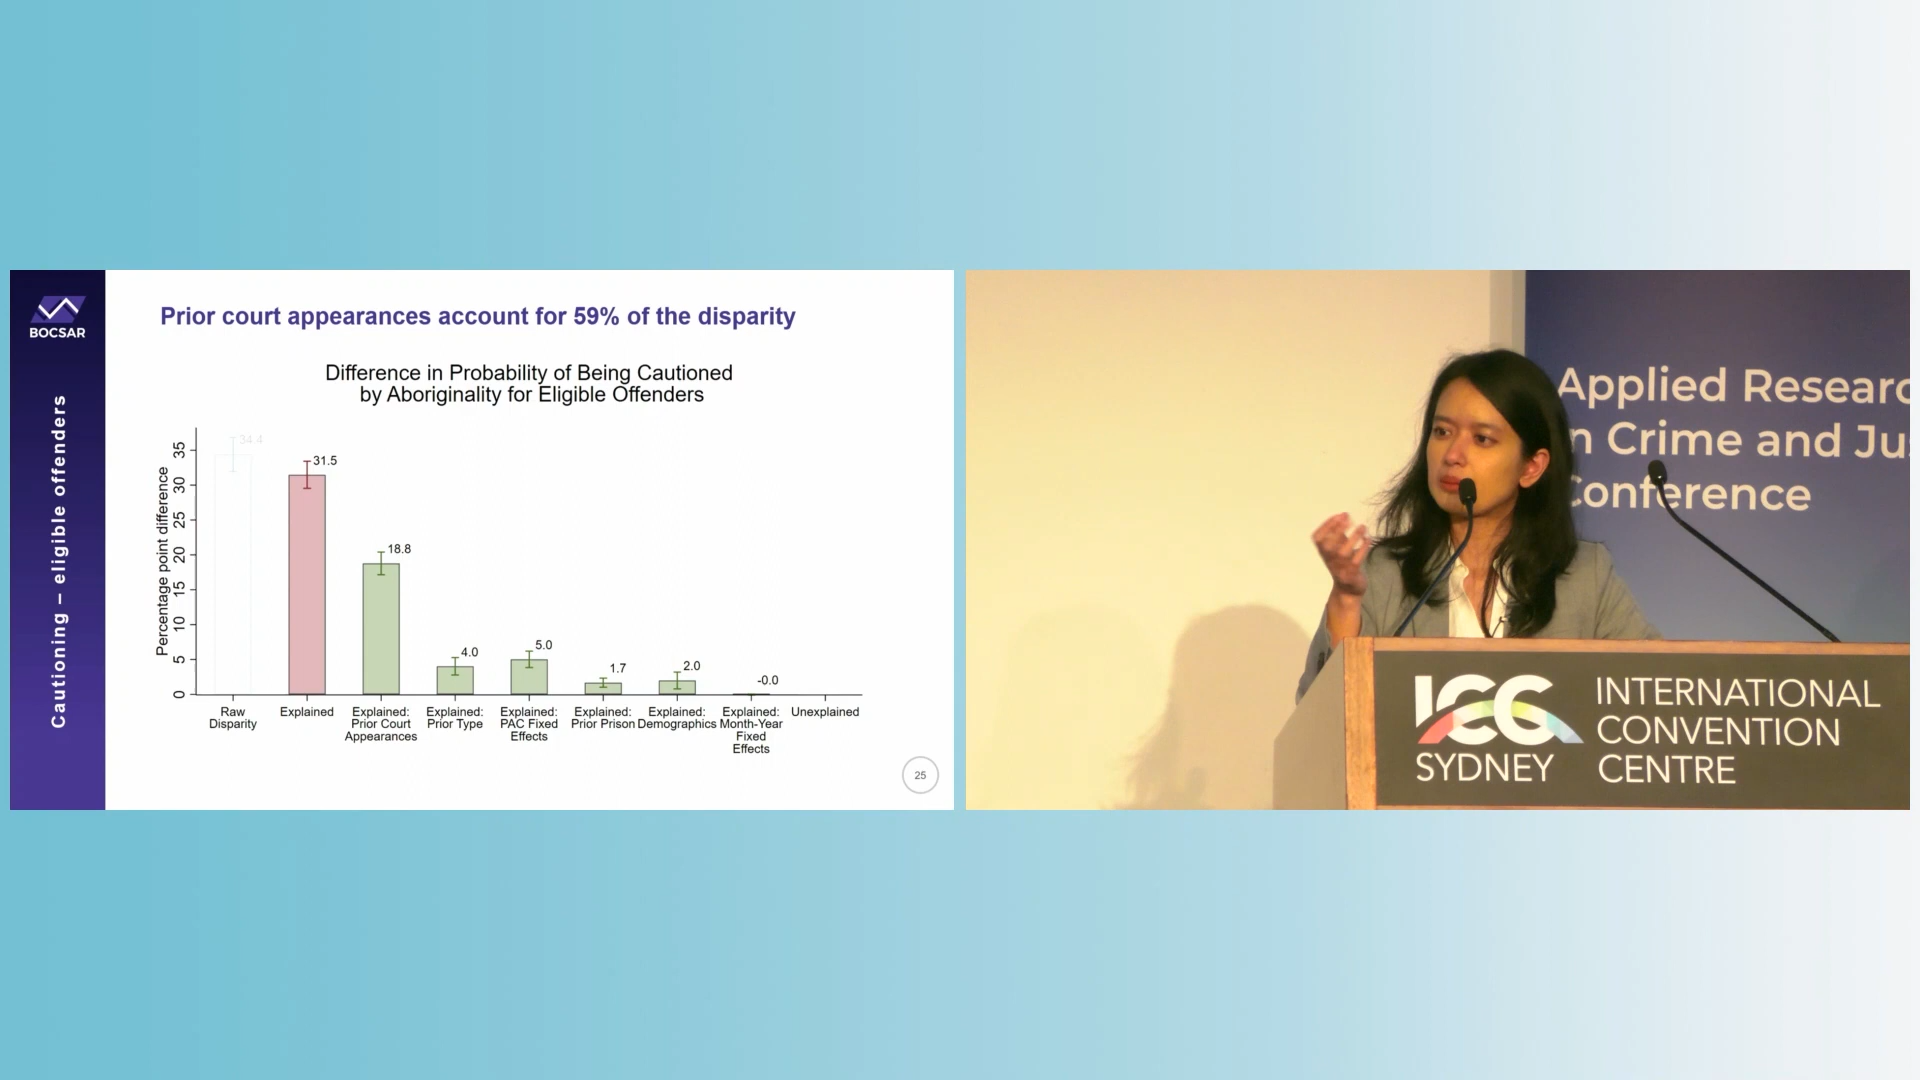 BOCSAR
Cautioning – eligible offenders
Prior court appearances account for 59% of the disparity
Difference in Probability of Being Cautioned
by Aboriginality for Eligible Offenders
Percentage point difference
35
30
25
20
15
10
5
0
34.4
31.5
18.8
4.0
5.0
1.7
2.0
-0.0
Raw
Disparity
Explained
Explained:
Prior Court
Appearances
Explained:
Prior Type
Explained:
PAC Fixed
Effects
Explained:
Prior Prison
Explained:
Demographics
Explained:
Month-Year
Fixed
Effects
Unexplained
25
Applied Researc
n Crime and Ju
Conference
ICC
SYDNEY
INTERNATIONAL
CONVENTION
CENTRE